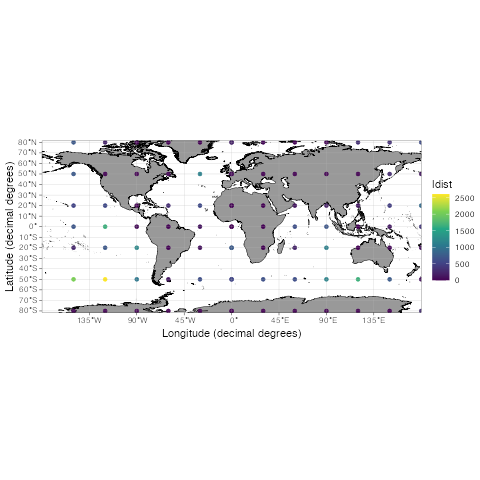 80°N
70°N
60°N
50°N
40°N
30°N
20°N
10°N
0°
10°S
20°S
30°S
40°S
50°S
60°S
70°S
80°S
Latitude (decimal degrees)
135°W 90°W 45°W 0° 45°E 90°E 135°E
Longitude (decimal degrees)
ldist
2500
2000
1500
1000
500
0